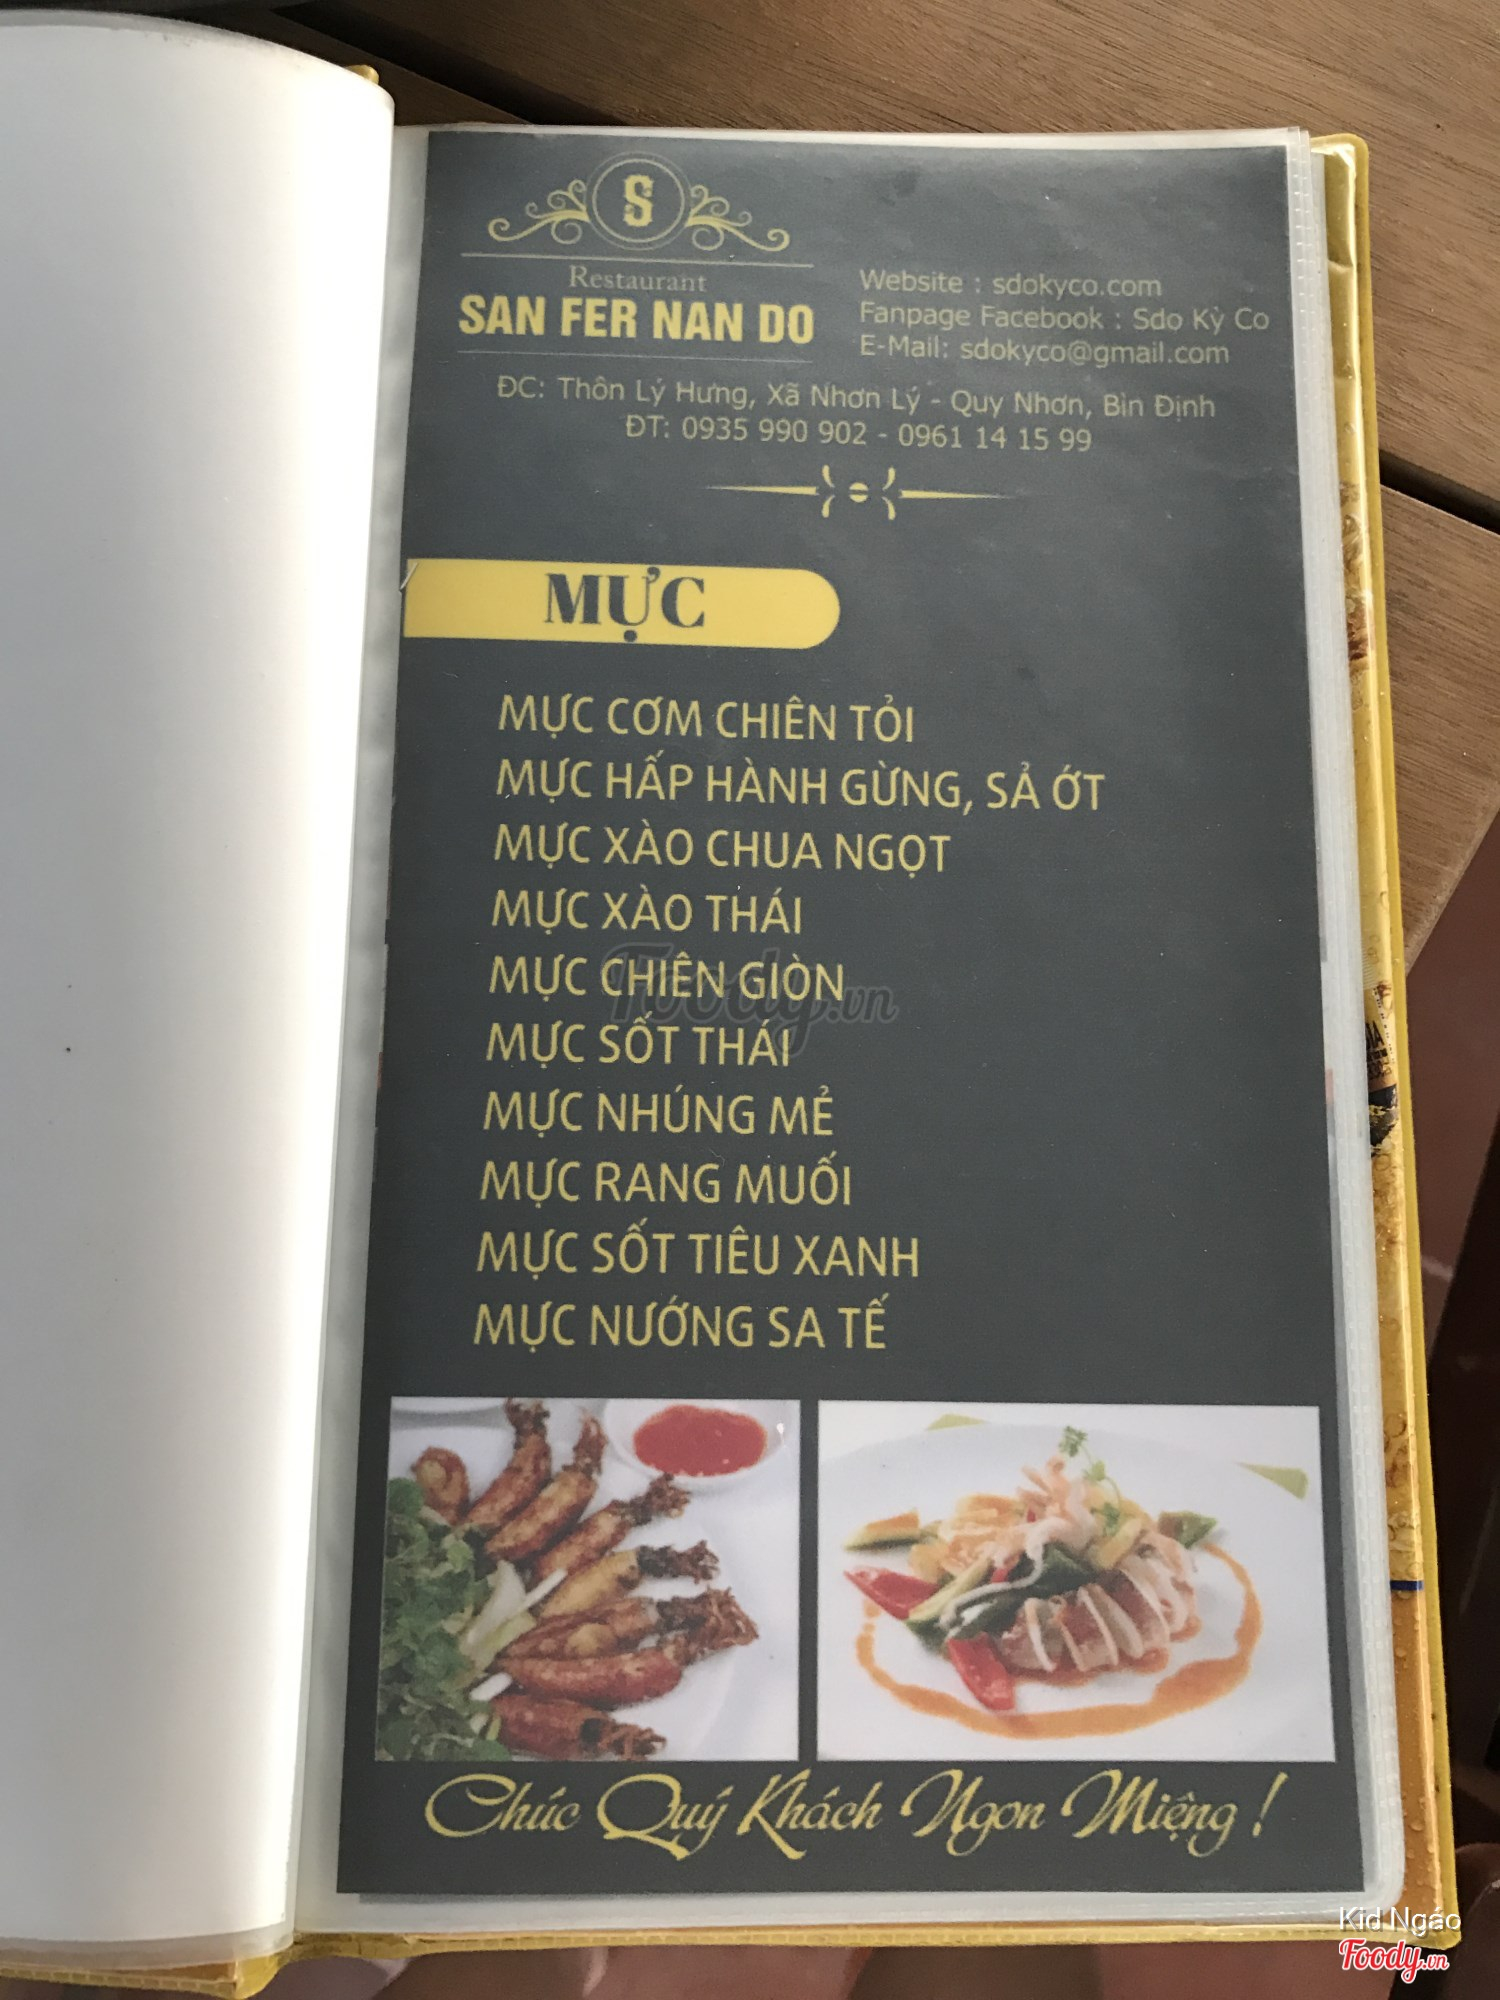 S
Restaurant
SAN FER NAN DO
Website : sdokyco.com
Fanpage Facebook : Sdo Kỳ Co
E-Mail: sdokyco@gmail.com
ĐC: Thôn Lý Hưng, Xã Nhơn Lý - Quy Nhơn, Bìn Định
ĐT: 0935 990 902 - 0961 14 15 99
MỰC
MỰC CƠM CHIÊN TỎI
MỰC HẤP HÀNH GỪNG, SẢ ỚT
MỰC XÀO CHUA NGỌT
MỰC XÀO THÁI
MỰC CHIÊN GIÒN
MỰC SỐT THÁI
MỰC NHÚNG MẺ
MỰC RANG MUỐI
MỰC SỐT TIÊU XANH
MỰC NƯỚNG SA TẾ
Foody.vn
Chúc Quý Khách Ngon Miệng !
Kid Ngáo
Foody.vn